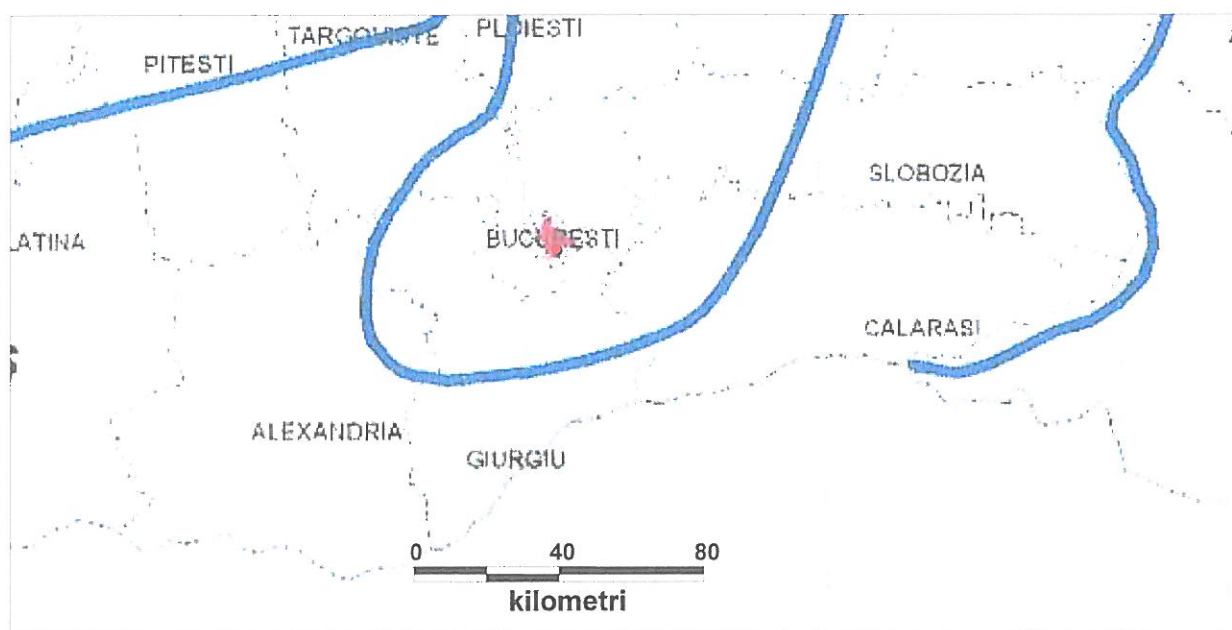 TARGOVISTE
PLOIESTI
PITESTI
SLOBOZIA
LATINA
BUCURESTI
CALARASI
ALEXANDRIA
GIURGIU
0 40 80
kilometri